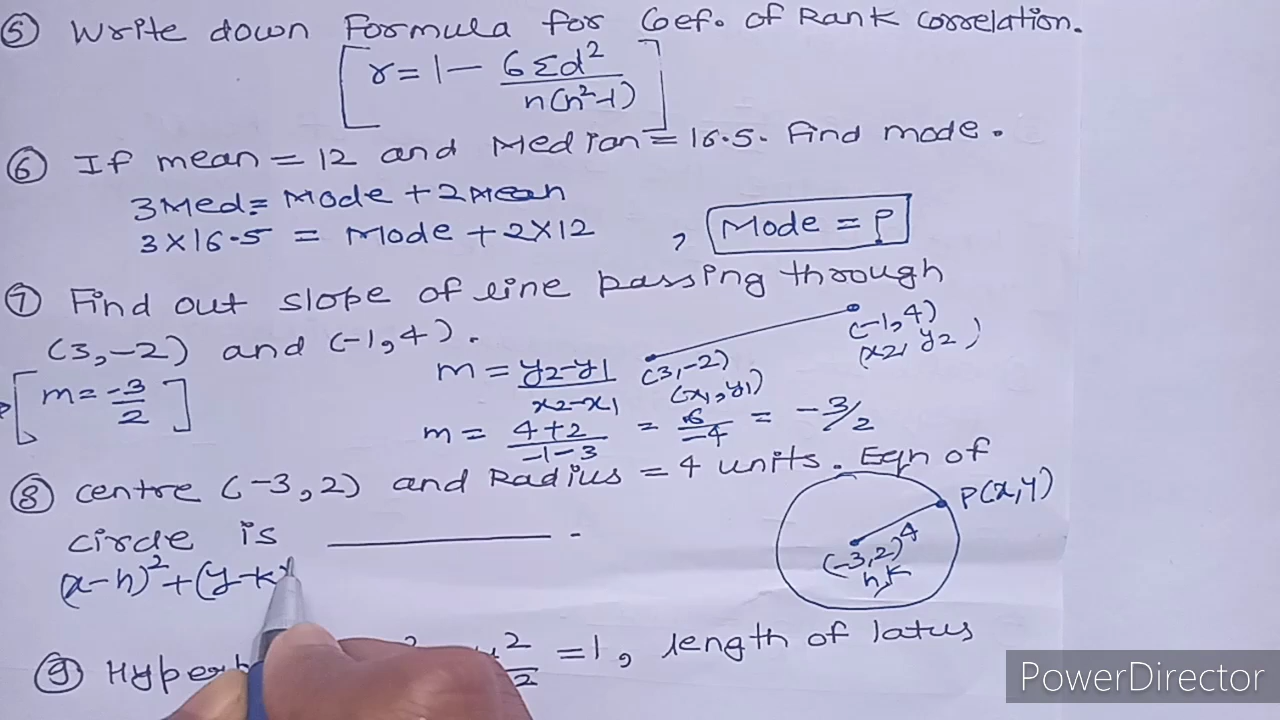 ⑤ Write down Formula for Coef. of Rank Correlation.
r = 1 - 6Σd² / n(n²-1)
⑥ If mean = 12 and Median = 16.5. Find mode.
3Med = Mode + 2Mean
3×16.5 = Mode + 2×12 , Mode = ?
⑦ Find out slope of line passing through
(3,-2) and (-1,4).
(-1,4)
(x2, y2)
m = -3/2
m = y2-y1 / x2-x1
(3,-2)
(x1, y1)
m = 4+2 / -1-3 = 6/-4 = -3/2
⑧ Centre (-3,2) and Radius = 4 units. Eqn of
circle is ———.
P(x,y)
4
(-3,2)
h,k
(x-h)² + (y-k)
⑨ = 1, length of latus
PowerDirector